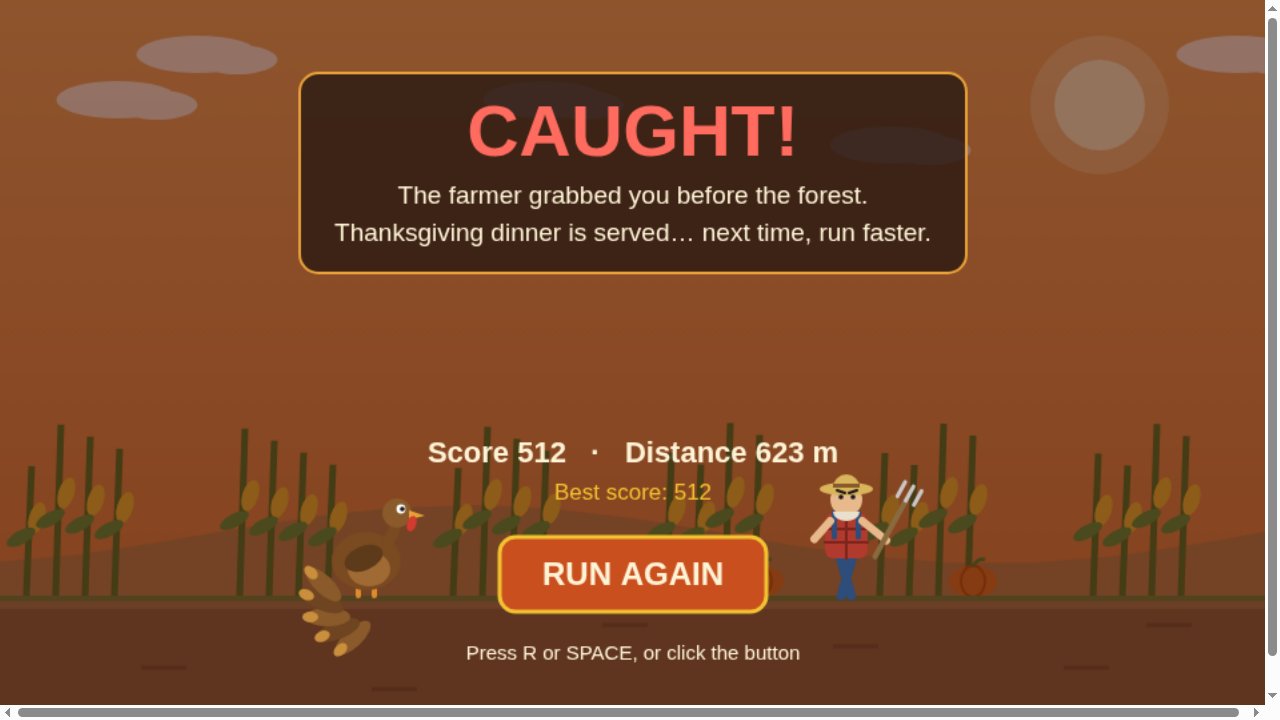 CAUGHT!
The farmer grabbed you before the forest.
Thanksgiving dinner is served… next time, run faster.
Score 512 · Distance 623 m
Best score: 512
RUN AGAIN
Press R or SPACE, or click the button